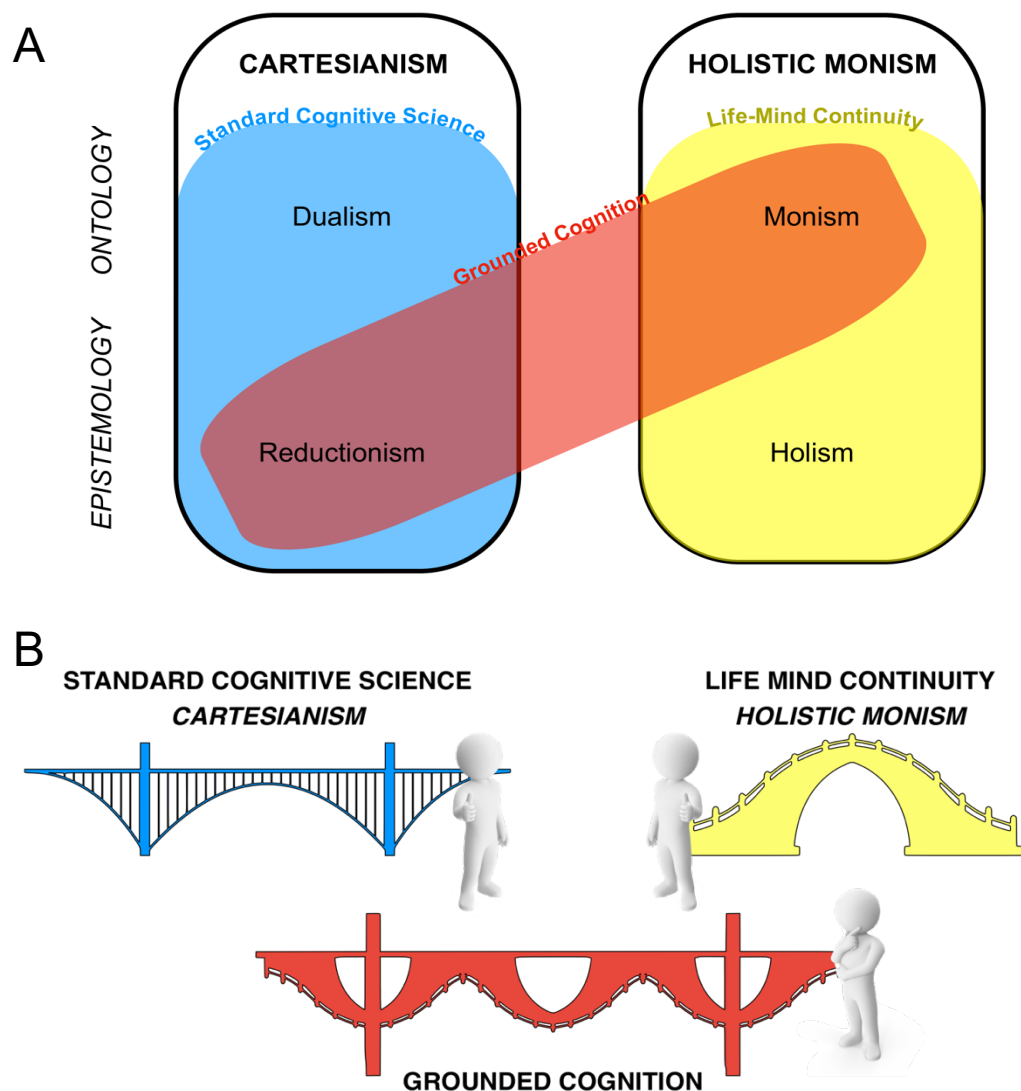 A
CARTESIANISM
HOLISTIC MONISM
Standard Cognitive Science
Life-Mind Continuity
ONTOLOGY
Dualism
Monism
Grounded Cognition
EPISTEMOLOGY
Reductionism
Holism
B
STANDARD COGNITIVE SCIENCE
CARTESIANISM
LIFE MIND CONTINUITY
HOLISTIC MONISM
GROUNDED COGNITION